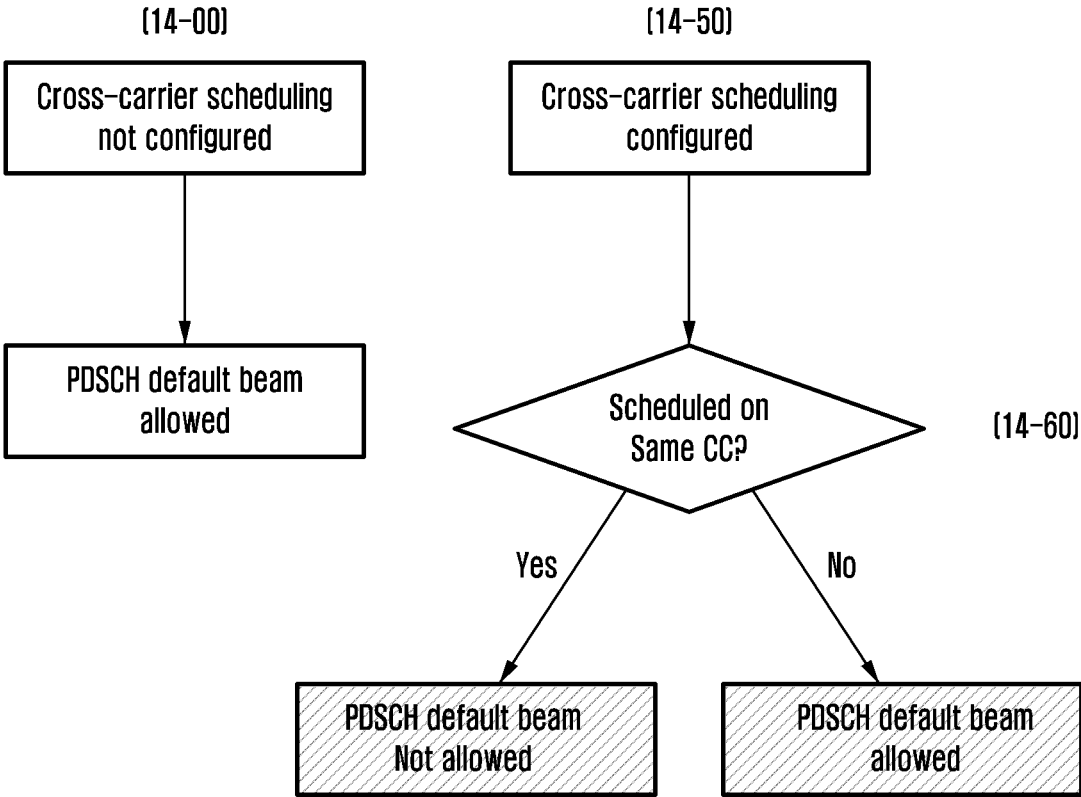 (14-00)
Cross-carrier scheduling
not configured
PDSCH default beam
allowed
(14-50)
Cross-carrier scheduling
configured
Scheduled on
Same CC?
(14-60)
Yes
No
PDSCH default beam
Not allowed
PDSCH default beam
allowed